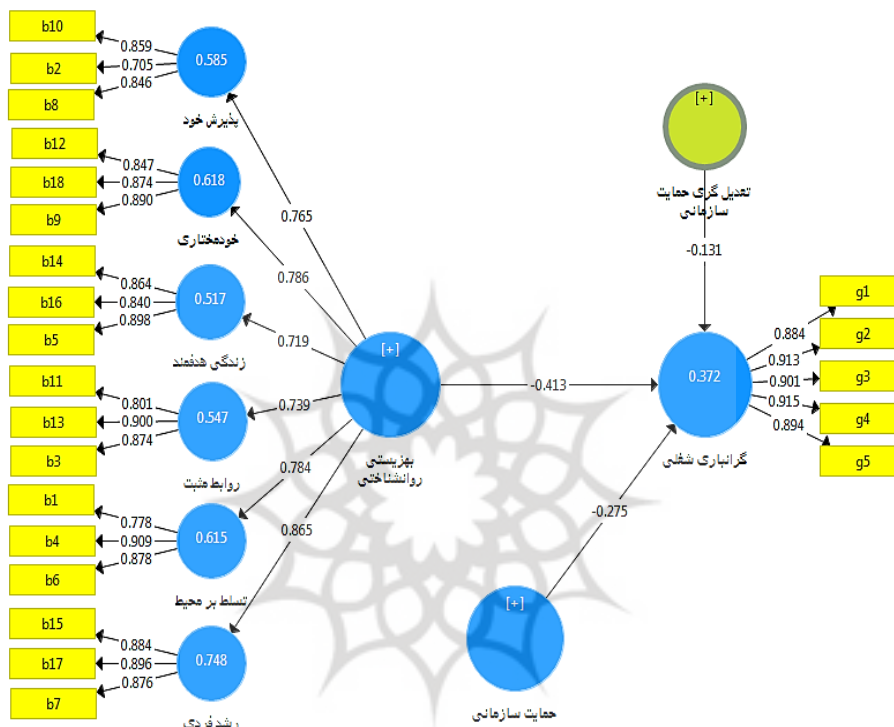 b10
0.859
b2
0.705
b8
0.846
0.585
پذیرش خود
b12
0.847
b18
0.874
b9
0.890
0.618
خودمختاری
b14
0.864
b16
0.840
b5
0.898
0.517
زندگی هدفمند
b11
0.801
b13
0.900
b3
0.874
0.547
روابط مثبت
b1
0.778
b4
0.909
b6
0.878
0.615
تسلط بر محیط
b15
0.884
b17
0.896
b7
0.876
0.748
رشد فردی
0.765
0.786
0.719
0.739
0.784
0.865
[+]
بهزیستی
روانشناختی
-0.413
[+]
تعدیل گری حمایت
سازمانی
-0.131
0.372
گرانباری شغلی
-0.275
[+]
حمایت سازمانی
0.884
g1
0.913
g2
0.901
g3
0.915
g4
0.894
g5